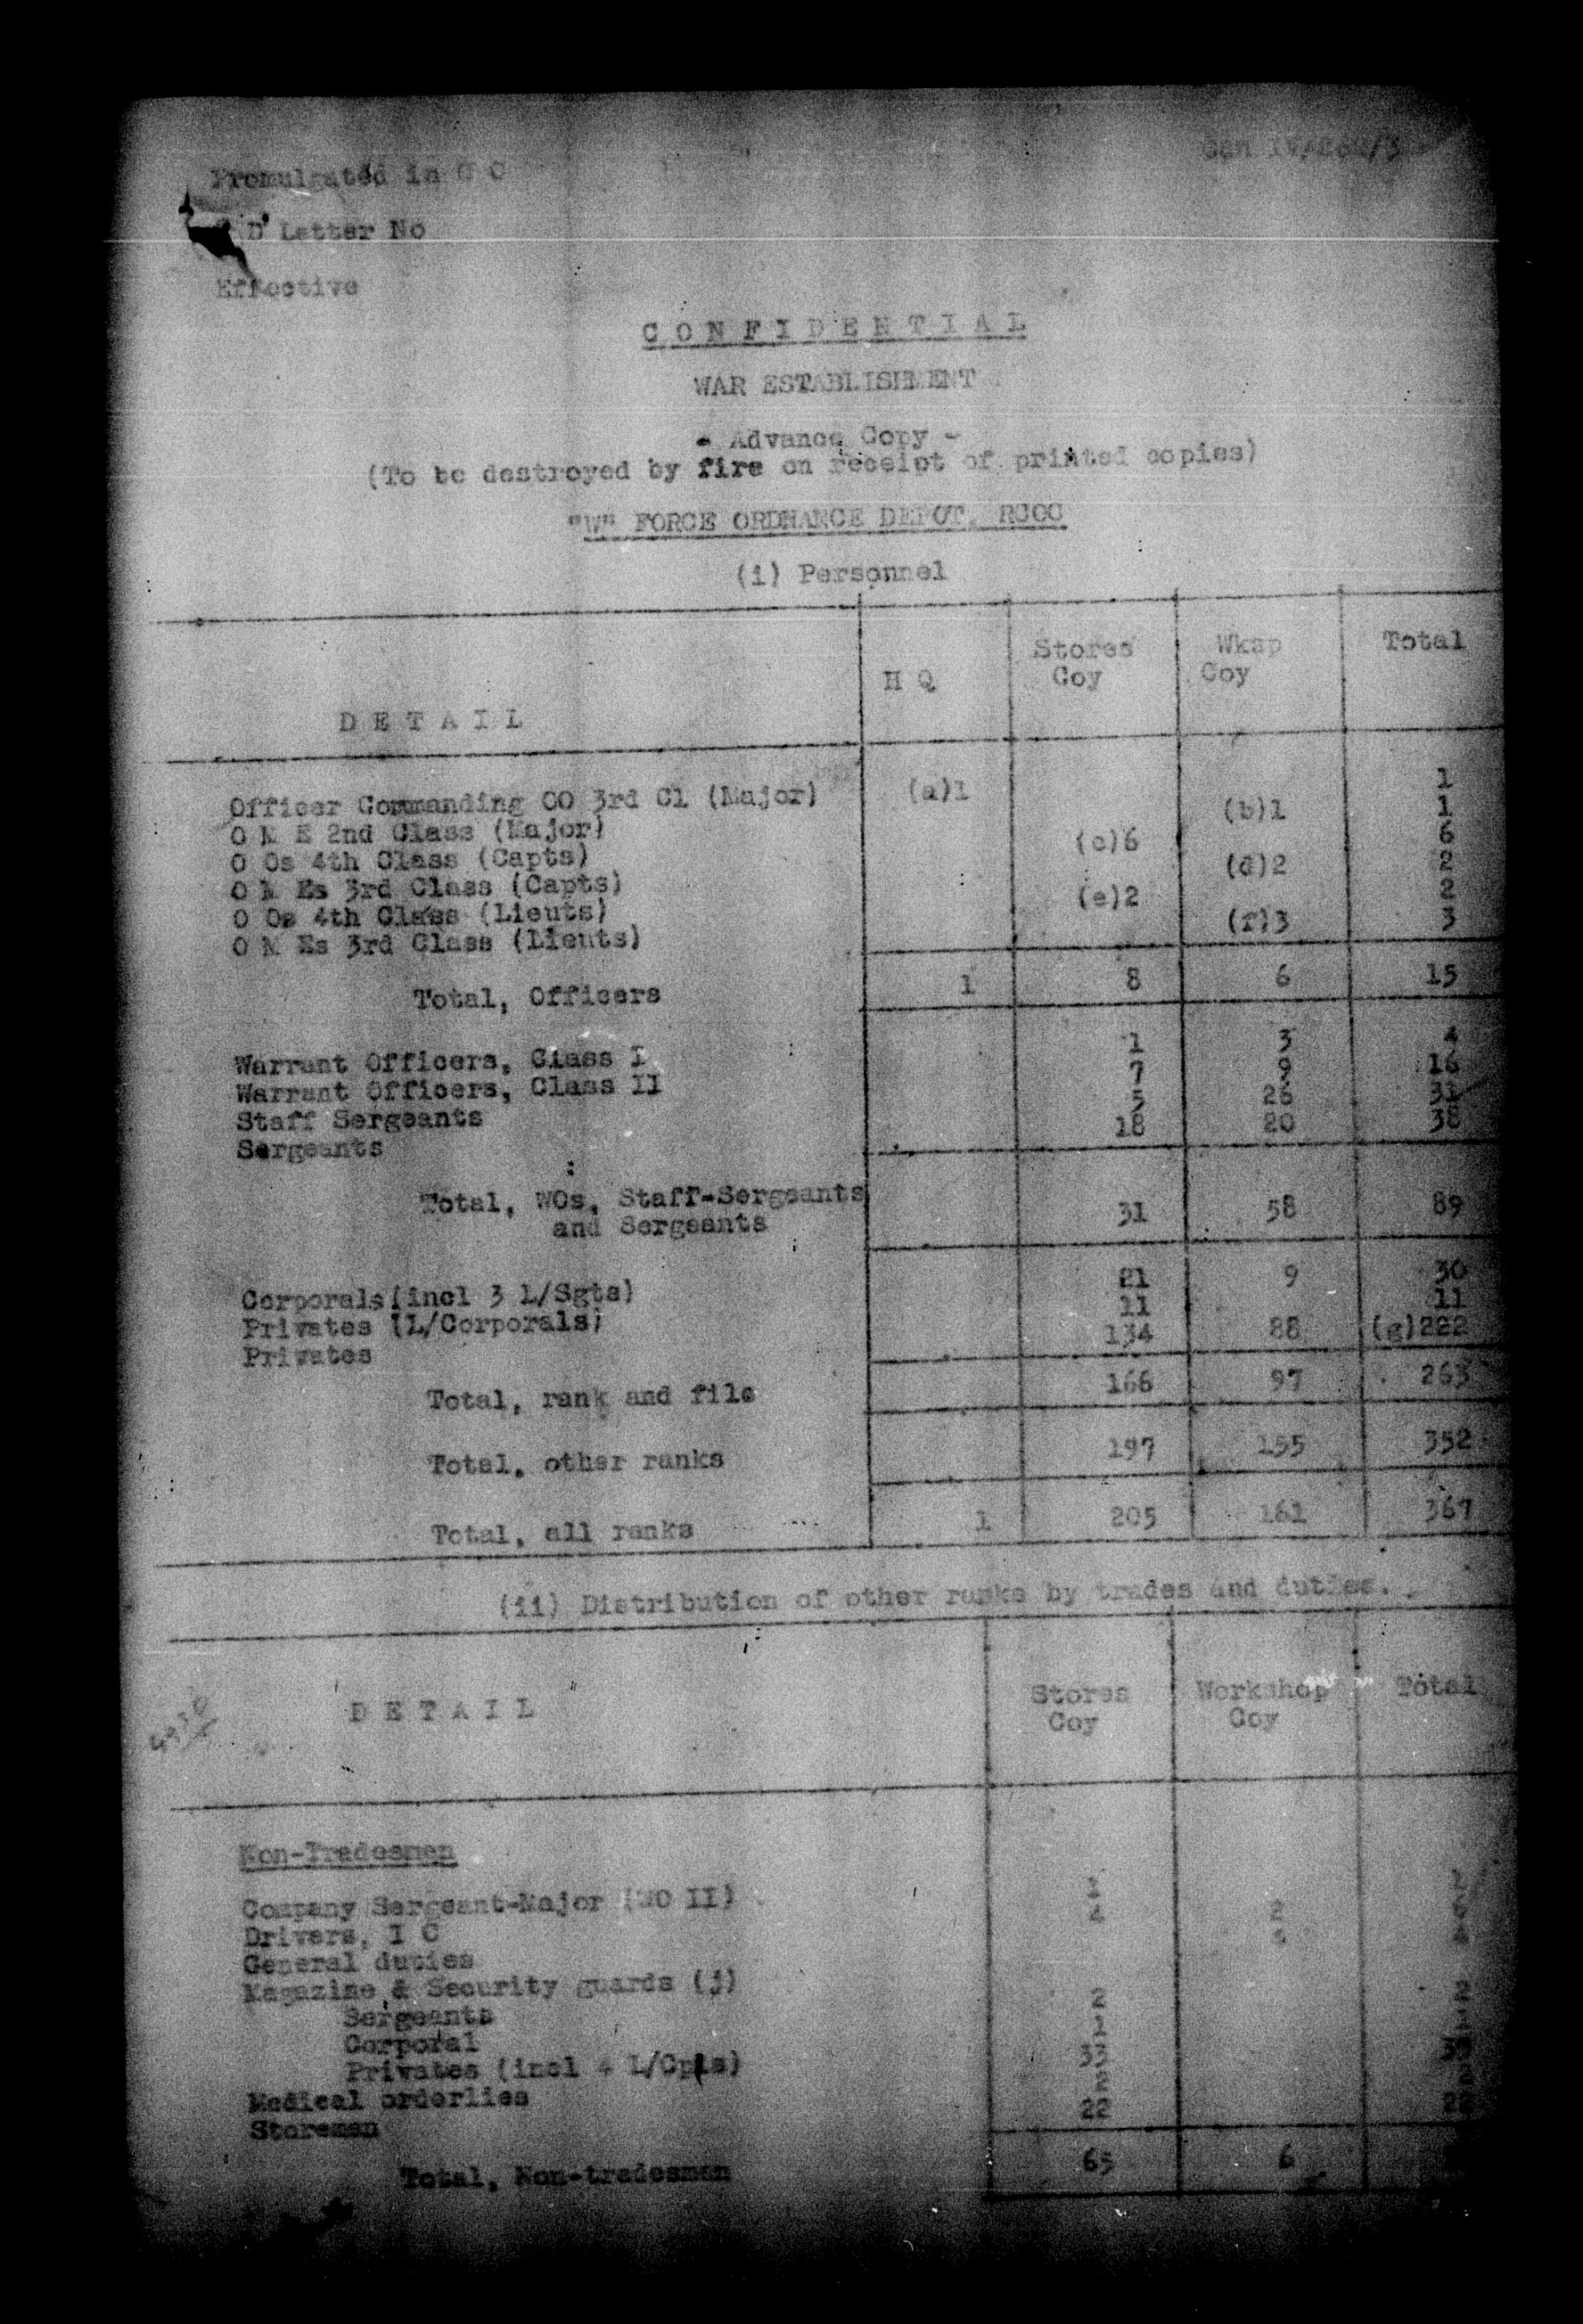 Promulgated in G O
D Letter No
Effective
C O N F I D E N T I A L
WAR ESTABLISHMENT
- Advance Copy -
(To be destroyed by fire on receipt of printed copies)
"W" FORCE ORDNANCE DEPOT, RCOC
(i) Personnel
D E T A I L H Q Stores Coy Wksp Coy Total
Officer Commanding OO 3rd Cl (Major) (a)1 1
O M E 2nd Class (Major) (b)1 1
O Os 4th Class (Capts) (c)6 6
O M Es 3rd Class (Capts) (d)2 2
O Os 4th Class (Lieuts) (e)2 2
O M Es 3rd Class (Lieuts) (f)3 3
Total, Officers 1 8 6 15
Warrant Officers, Class I 1 3 4
Warrant Officers, Class II 7 9 16
Staff Sergeants 5 26 31
Sergeants 18 20 38
Total, WOs, Staff-Sergeants
and Sergeants 31 58 89
Corporals (incl 3 L/Sgts) 21 9 30
Privates (L/Corporals) 11 11
Privates 134 88 (g)222
Total, rank and file 166 97 263
Total, other ranks 197 155 352
Total, all ranks 1 205 161 367
(ii) Distribution of other ranks by trades and duties.
D E T A I L Stores Coy Workshop Coy Total
Non-Tradesmen
Company Sergeant-Major (WO II) 1 1
Drivers, I C 4 2 6
General duties 4
Magazine & Security guards (j)
Sergeants 2 2
Corporal 1 1
Privates (incl 4 L/Cpls) 33 33
Medical orderlies 2
Storemen 22 22
Total, Non-tradesmen 65 6